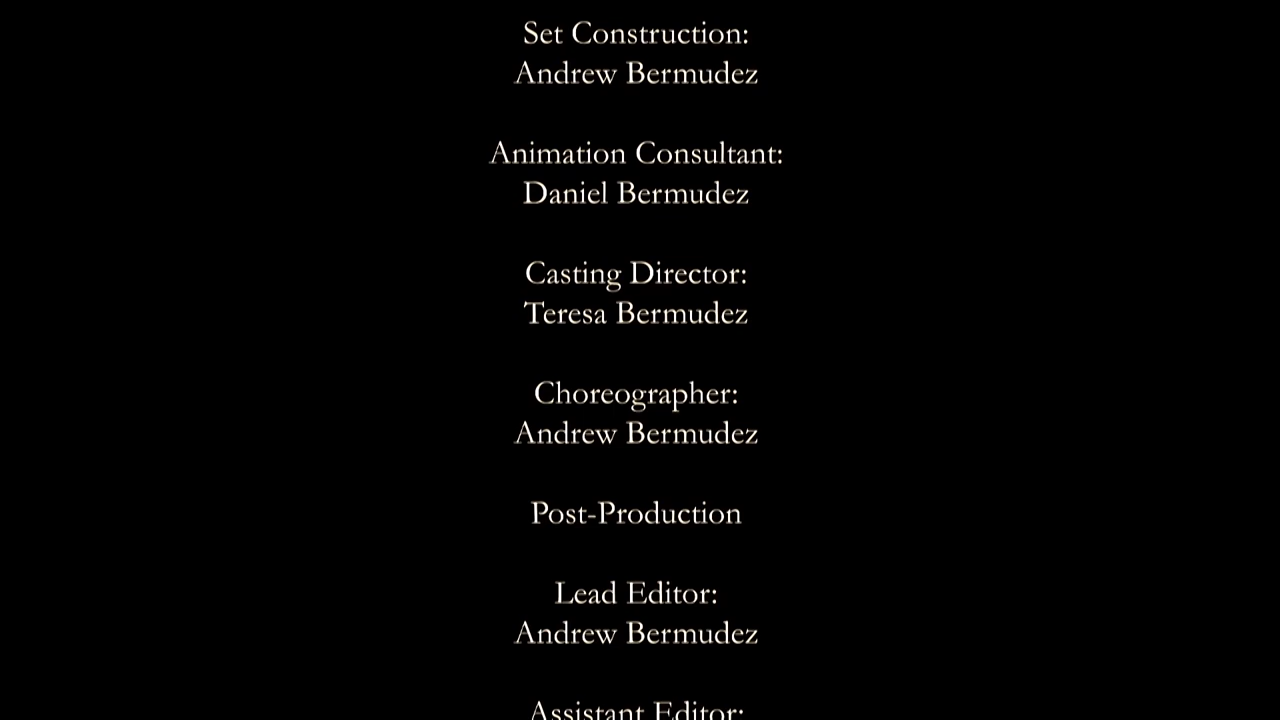 Set Construction:
Andrew Bermudez
Animation Consultant:
Daniel Bermudez
Casting Director:
Teresa Bermudez
Choreographer:
Andrew Bermudez
Post-Production
Lead Editor:
Andrew Bermudez
Assistant Editor: